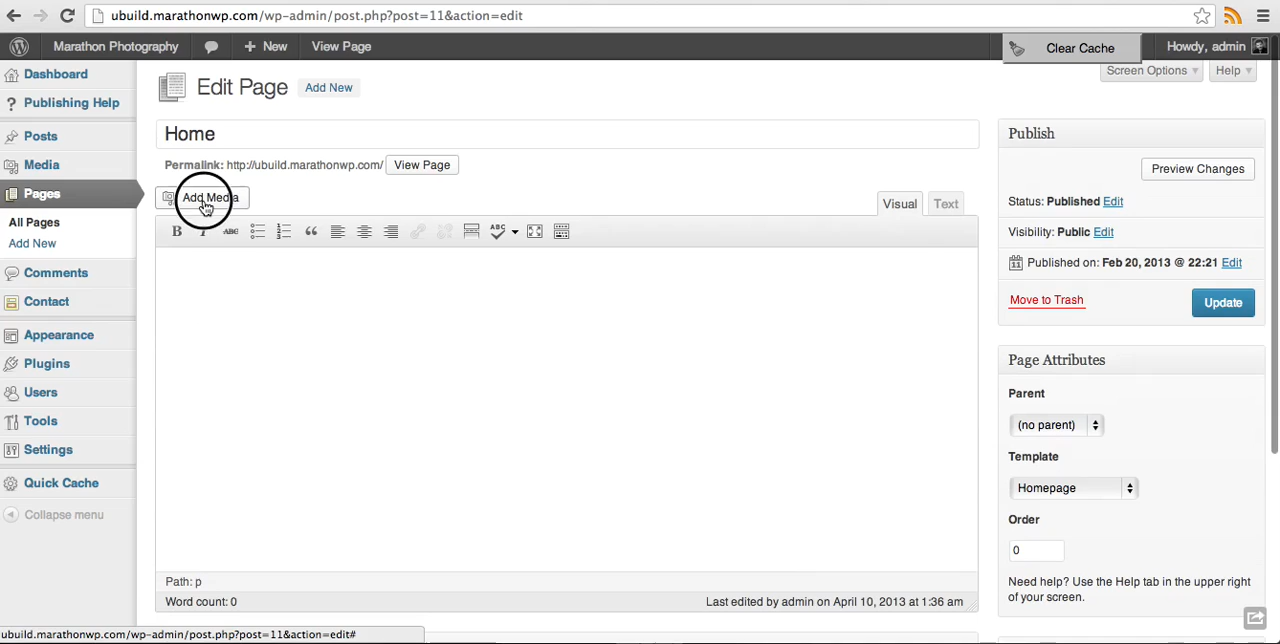 ubuild.marathonwp.com/wp-admin/post.php?post=11&action=edit
Marathon Photography + New View Page Clear Cache Howdy, admin
Screen Options Help
Dashboard
Publishing Help
Posts
Media
Pages
All Pages
Add New
Comments
Contact
Appearance
Plugins
Users
Tools
Settings
Quick Cache
Collapse menu
Edit Page Add New
Home
Permalink: http://ubuild.marathonwp.com/ View Page
Add Media
Visual Text
B I ABC ABC
Path: p
Word count: 0 Last edited by admin on April 10, 2013 at 1:36 am
Publish
Preview Changes
Status: Published Edit
Visibility: Public Edit
11 Published on: Feb 20, 2013 @ 22:21 Edit
Move to Trash Update
Page Attributes
Parent
(no parent)
Template
Homepage
Order
0
Need help? Use the Help tab in the upper right
of your screen.
ubuild.marathonwp.com/wp-admin/post.php?post=11&action=edit#